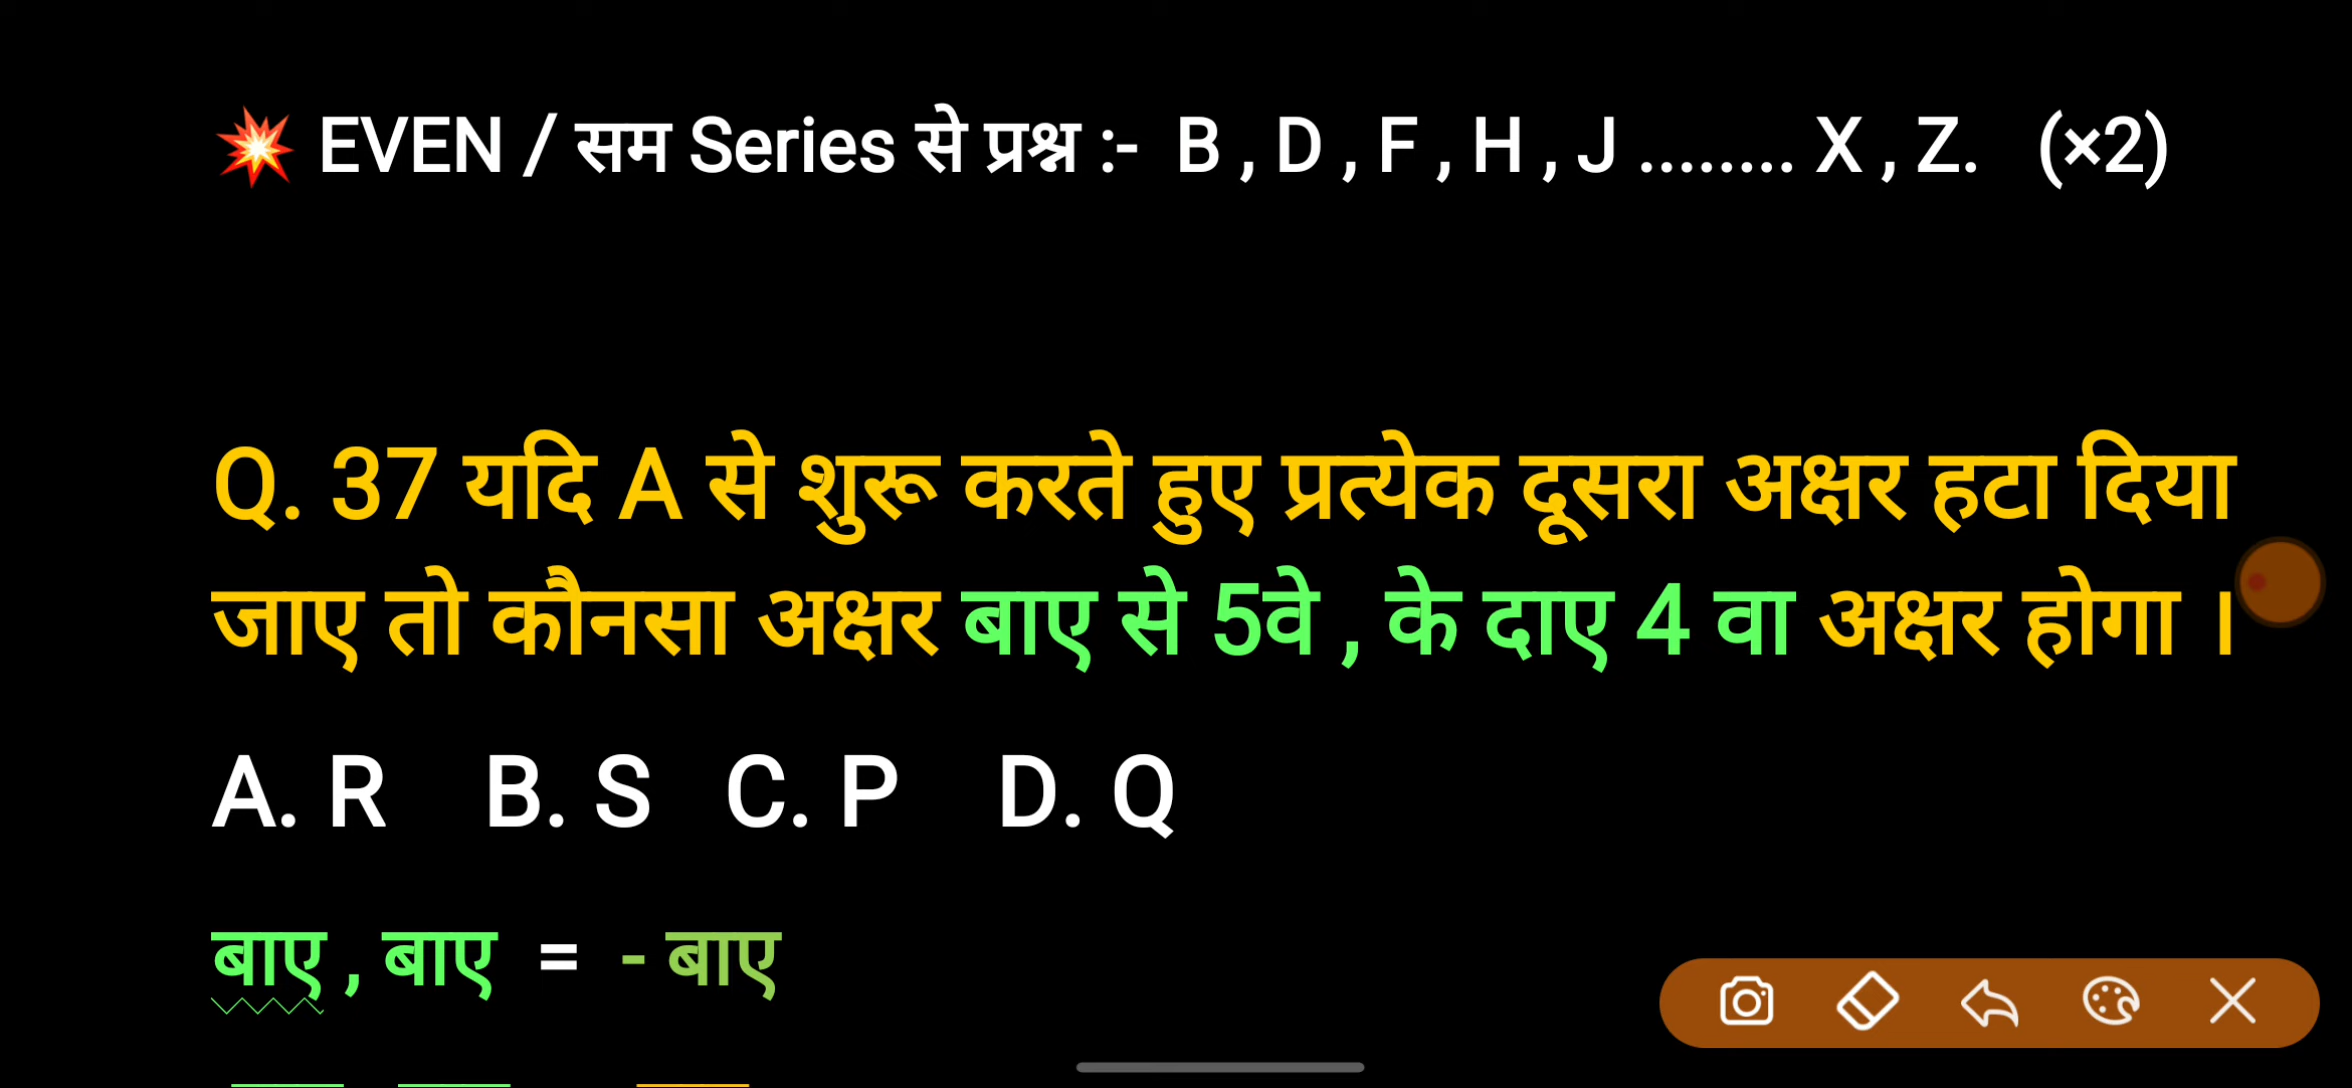 💥 EVEN / सम Series से प्रश्न :- B , D , F , H , J ........ X , Z. (×2)
Q. 37 यदि A से शुरू करते हुए प्रत्येक दूसरा अक्षर हटा दिया
जाए तो कौनसा अक्षर बाए से 5वे , के दाए 4 वा अक्षर होगा ।
A. R B. S C. P D. Q
बाए , बाए = - बाए